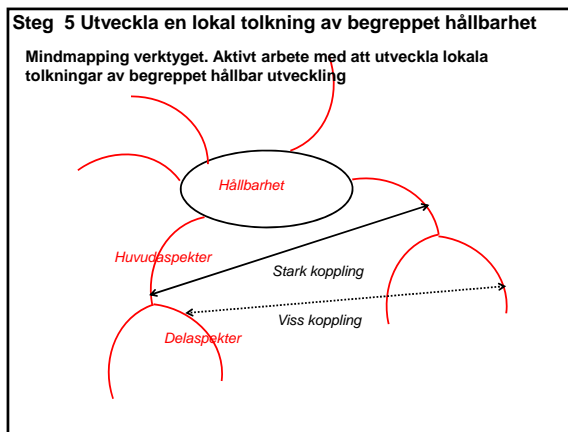 Steg 5 Utveckla en lokal tolkning av begreppet hållbarhet
Mindmapping verktyget. Aktivt arbete med att utveckla lokala
tolkningar av begreppet hållbar utveckling
Hållbarhet
Huvudaspekter
Stark koppling
Viss koppling
Delaspekter